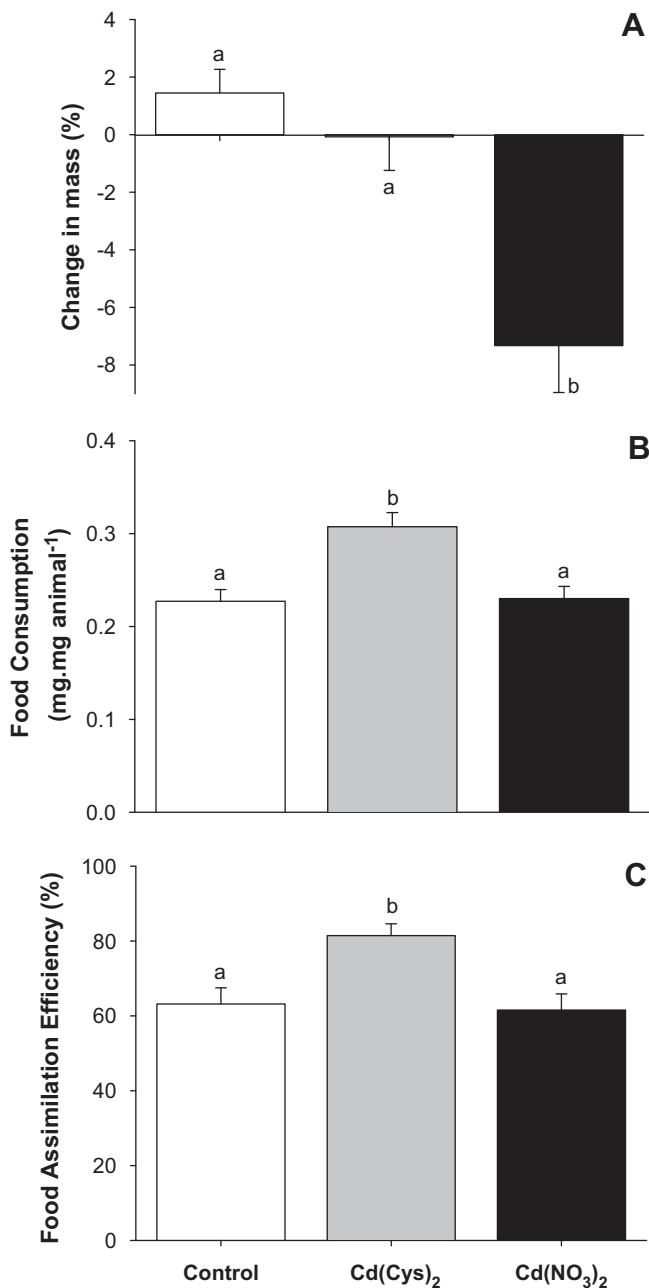 A
4
2
0
-2
-4
-6
-8
Change in mass (%)
a
a
b
B
0.4
0.3
0.2
0.1
0.0
Food Consumption
(mg.mg animal⁻¹)
a
b
a
C
100
80
60
40
20
0
Food Assimilation Efficiency (%)
a
b
a
Control Cd(Cys)₂ Cd(NO₃)₂